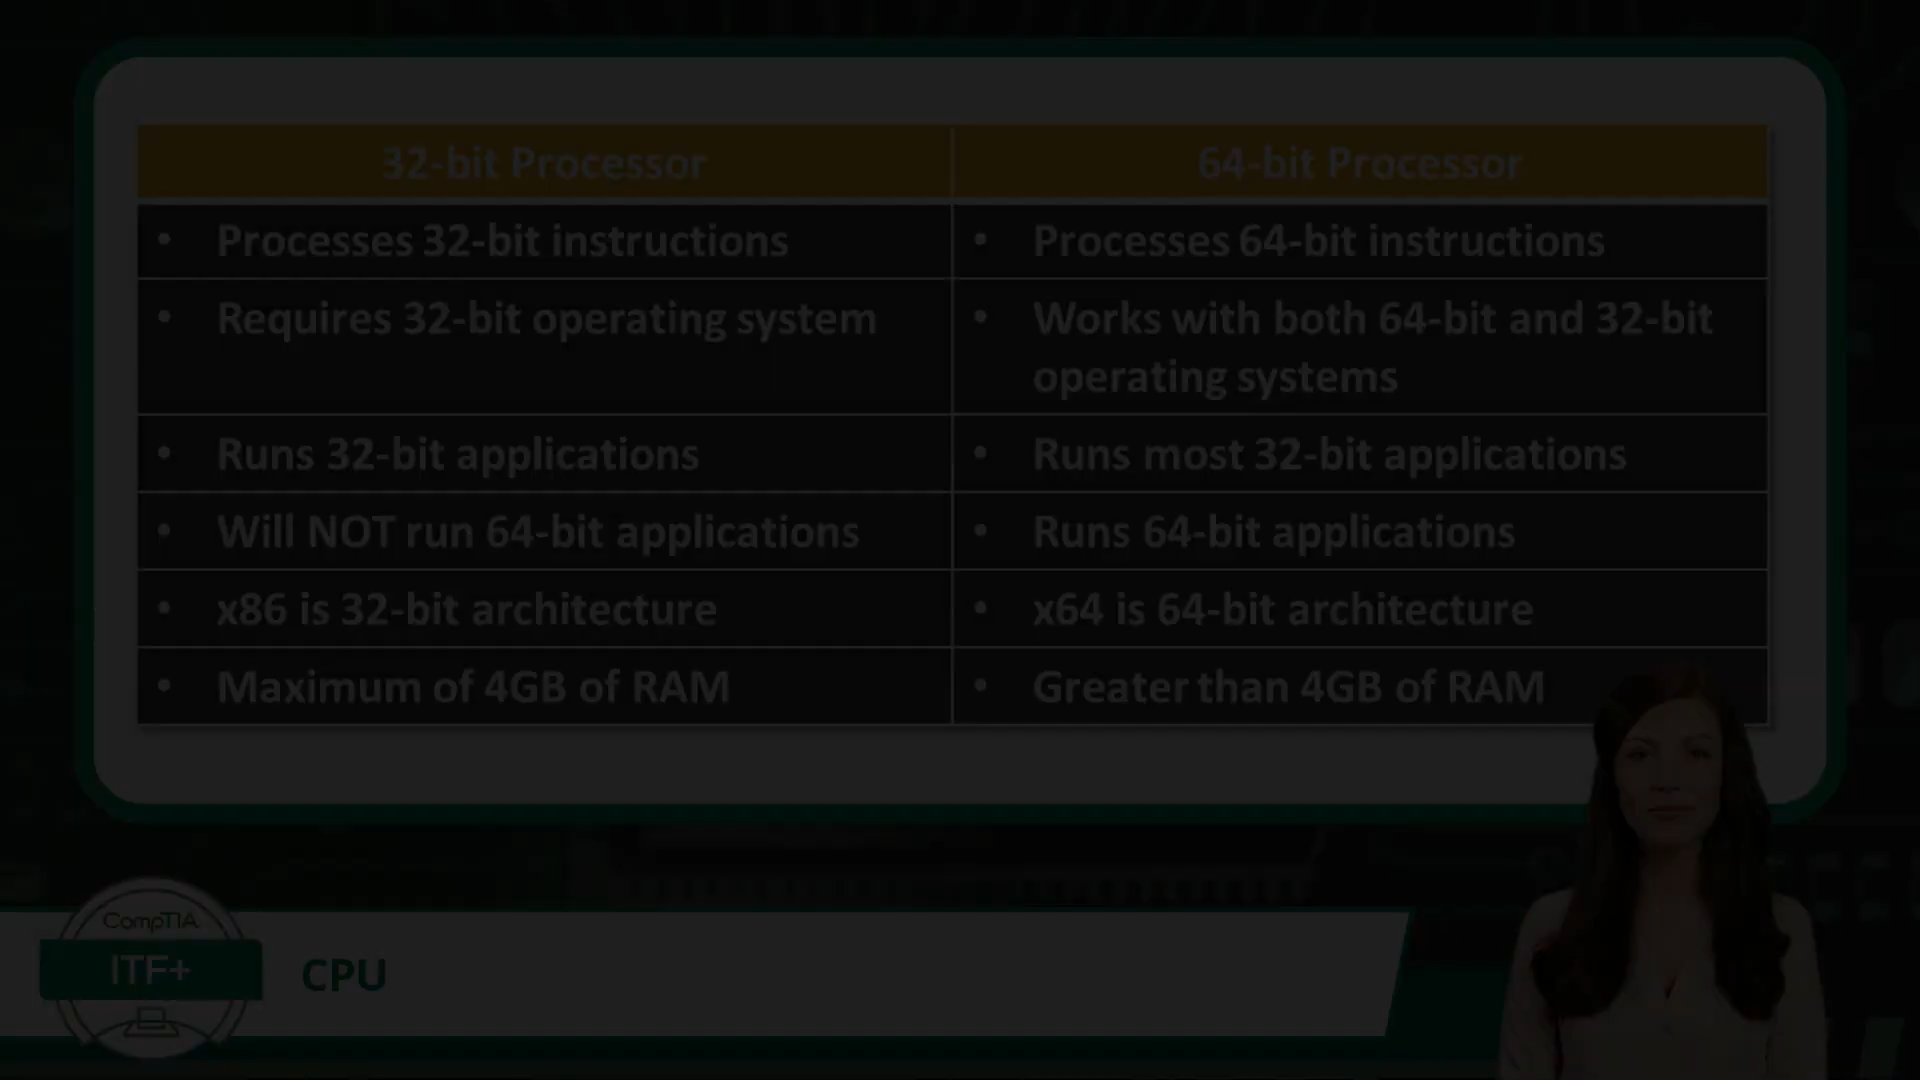 32-bit Processor
64-bit Processor
• Processes 32-bit instructions
• Processes 64-bit instructions
• Requires 32-bit operating system
• Works with both 64-bit and 32-bit
operating systems
• Runs 32-bit applications
• Runs most 32-bit applications
• Will NOT run 64-bit applications
• Runs 64-bit applications
• x86 is 32-bit architecture
• x64 is 64-bit architecture
• Maximum of 4GB of RAM
• Greater than 4GB of RAM
CompTIA
ITF+
CPU